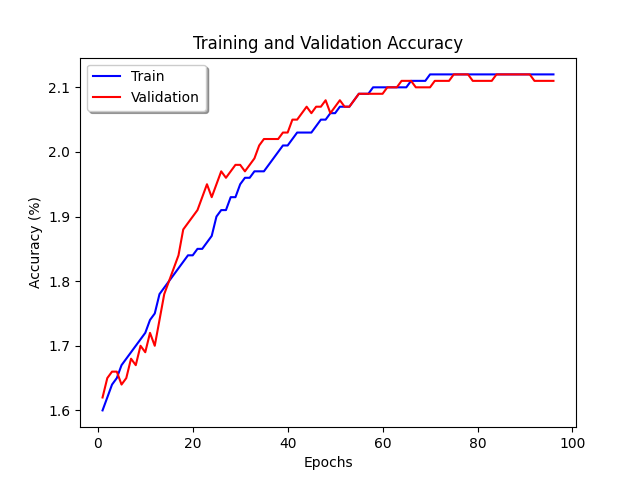 Training and Validation Accuracy
Train
Validation
Accuracy (%)
2.1
2.0
1.9
1.8
1.7
1.6
0 20 40 60 80 100
Epochs